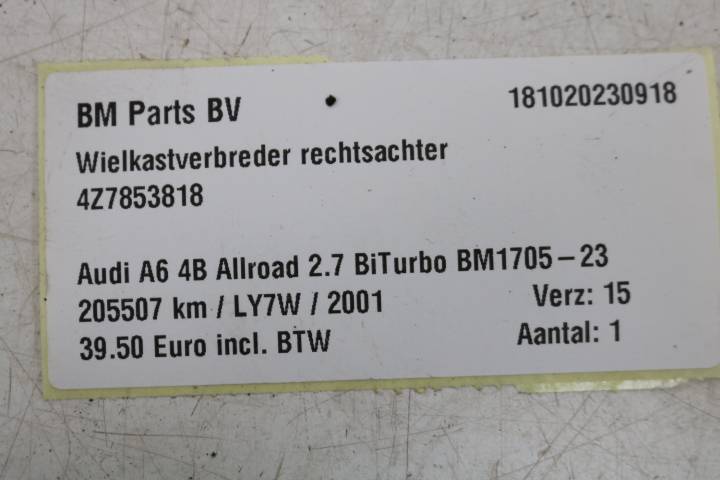 BM Parts BV 181020230918
Wielkastverbreder rechtsachter
4Z7853818
Audi A6 4B Allroad 2.7 BiTurbo BM1705-23
205507 km / LY7W / 2001 Verz: 15
39.50 Euro incl. BTW Aantal: 1